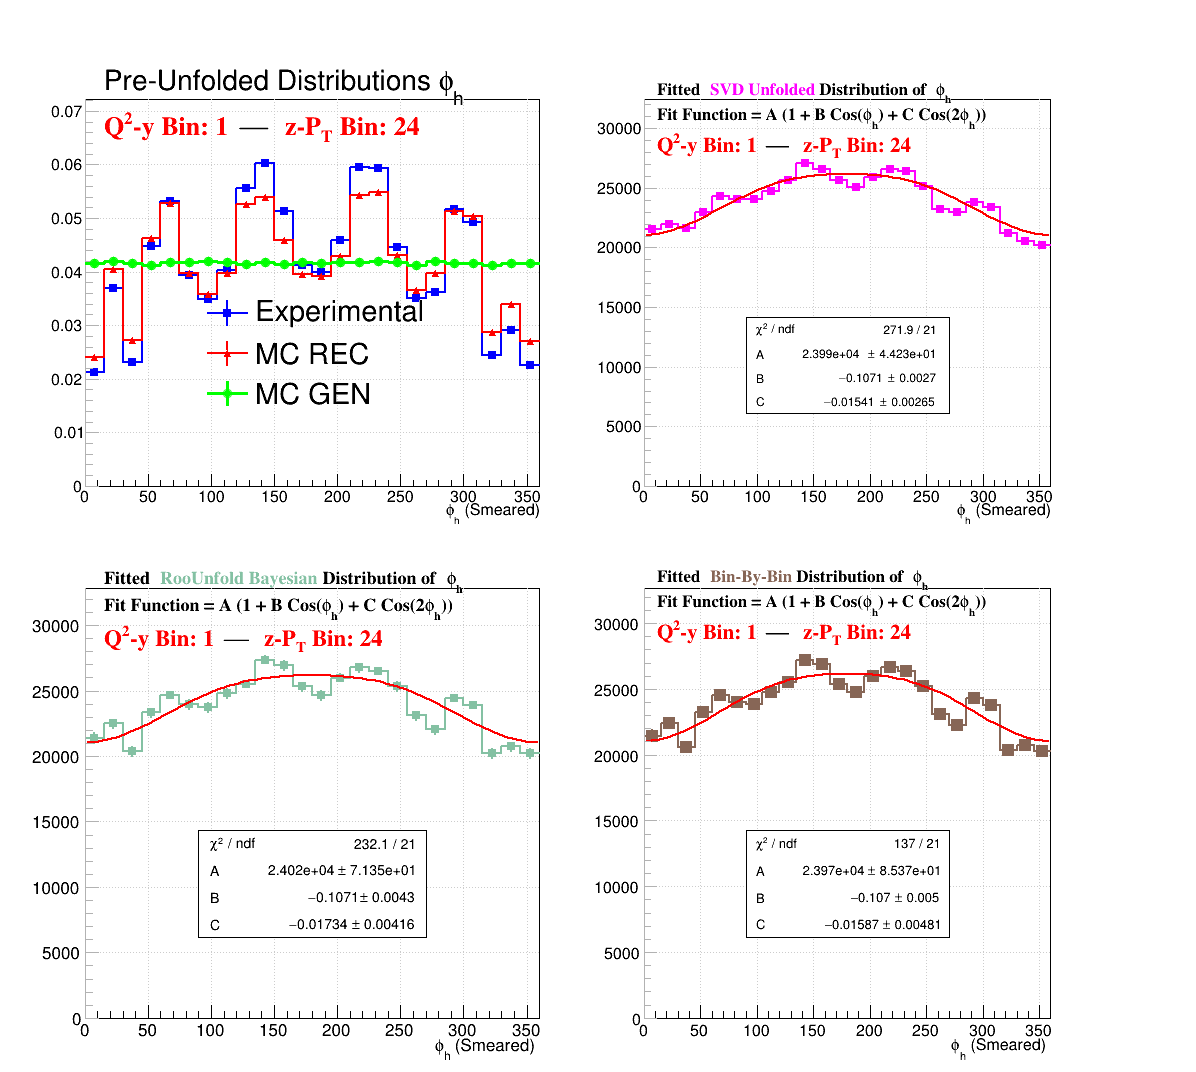 Pre-Unfolded Distributions ϕh
Q²-y Bin: 1 — z-PT Bin: 24
0.07
0.06
0.05
0.04
0.03
0.02
0.01
0
Experimental
MC REC
MC GEN
0 50 100 150 200 250 300 350
ϕh (Smeared)
Fitted SVD Unfolded Distribution of ϕh
Fit Function = A (1 + B Cos(ϕh) + C Cos(2ϕh))
Q²-y Bin: 1 — z-PT Bin: 24
30000
25000
20000
15000
10000
5000
0
χ² / ndf 271.9 / 21
A 2.399e+04 ± 4.423e+01
B −0.1071 ± 0.0027
C −0.01541 ± 0.00265
0 50 100 150 200 250 300 350
ϕh (Smeared)
Fitted RooUnfold Bayesian Distribution of ϕh
Fit Function = A (1 + B Cos(ϕh) + C Cos(2ϕh))
Q²-y Bin: 1 — z-PT Bin: 24
30000
25000
20000
15000
10000
5000
0
χ² / ndf 232.1 / 21
A 2.402e+04 ± 7.135e+01
B −0.1071± 0.0043
C −0.01734 ± 0.00416
0 50 100 150 200 250 300 350
ϕh (Smeared)
Fitted Bin-By-Bin Distribution of ϕh
Fit Function = A (1 + B Cos(ϕh) + C Cos(2ϕh))
Q²-y Bin: 1 — z-PT Bin: 24
30000
25000
20000
15000
10000
5000
0
χ² / ndf 137 / 21
A 2.397e+04 ± 8.537e+01
B −0.107 ± 0.005
C −0.01587 ± 0.00481
0 50 100 150 200 250 300 350
ϕh (Smeared)